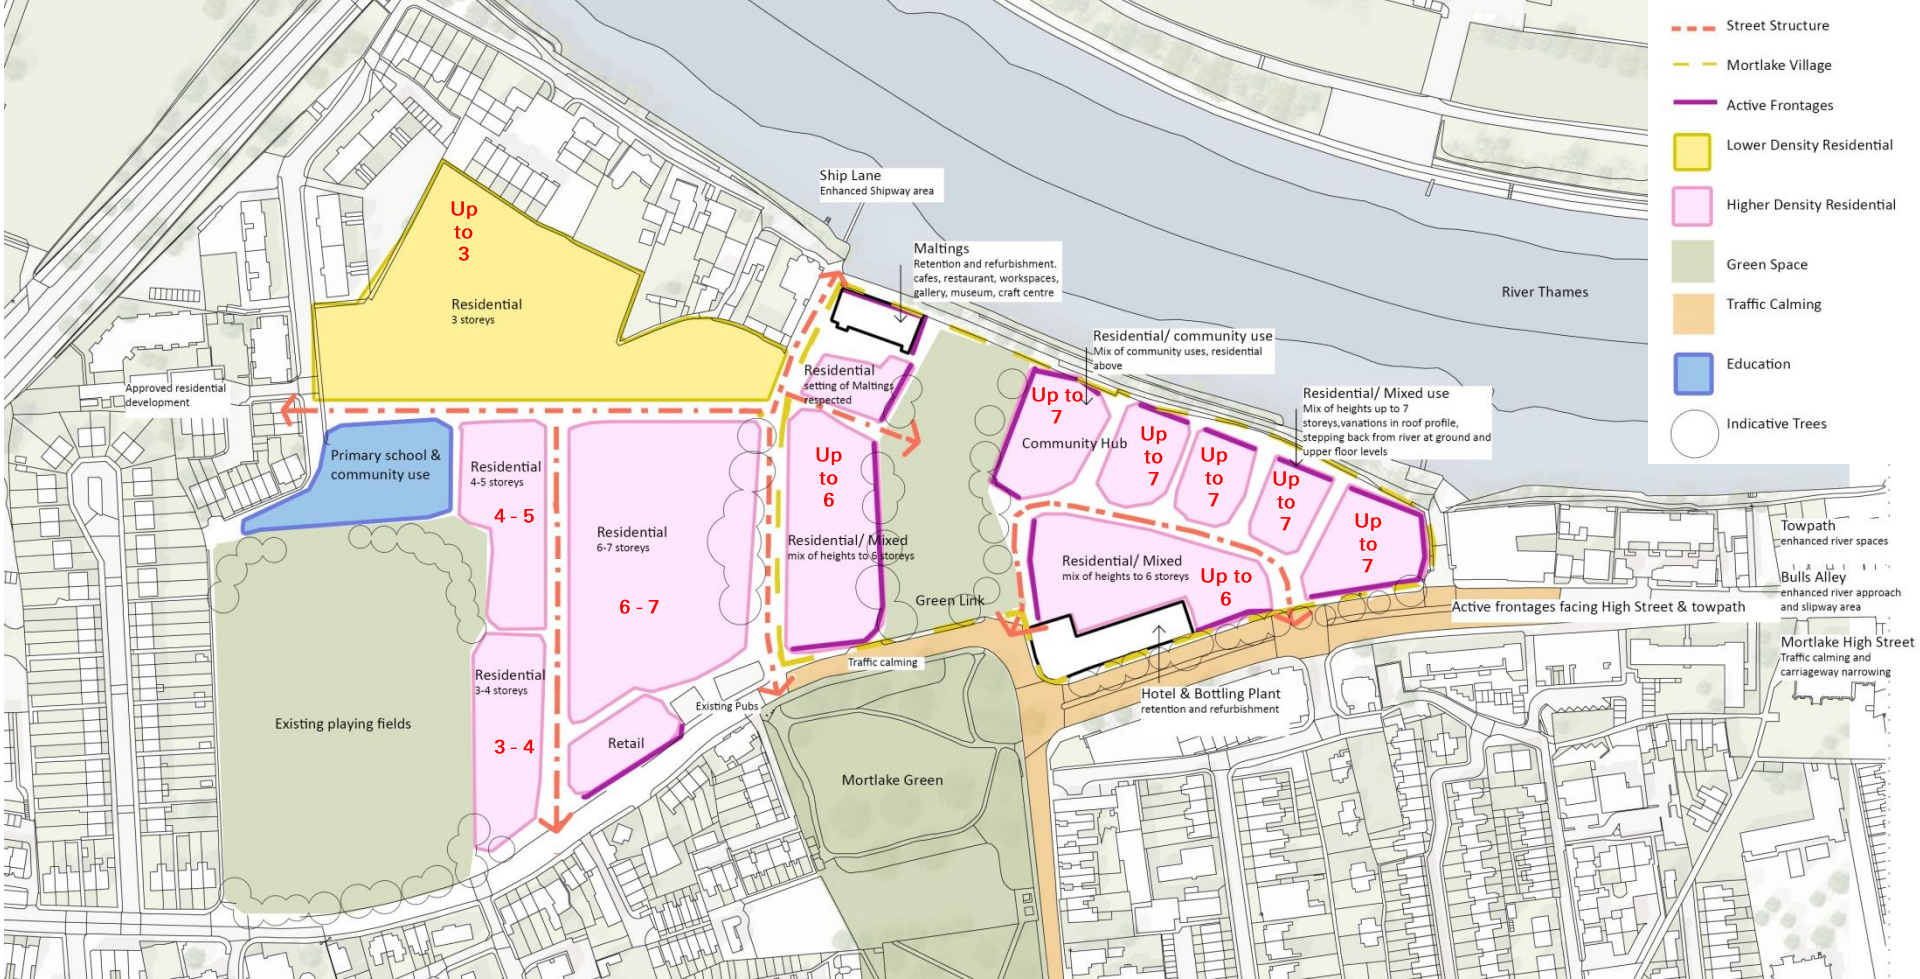 Street Structure
Mortlake Village
Active Frontages
Lower Density Residential
Higher Density Residential
Green Space
Traffic Calming
Education
Indicative Trees
River Thames
Ship Lane
Enhanced Shipway area
Maltings
Retention and refurbishment.
cafes, restaurant, workspaces,
gallery, museum, craft centre
Up
to
3
Residential
3 storeys
Residential/ community use
Mix of community uses, residential
above
Residential/ Mixed use
Mix of heights up to 7
storeys,vanations in roof profile,
stepping back from river at ground and
upper floor levels
Approved residential
development
Residential
setting of Maltings
respected
Up to
7
Community Hub
Up
to
7
Up
to
7
Up
to
7
Up
to
7
Primary school &
community use
Residential
4-5 storeys
4 - 5
Residential
6-7 storeys
6 - 7
Up
to
6
Residential/ Mixed
mix of heights to 6 storeys
Residential/ Mixed
mix of heights to 6 storeys
Up to
6
Green Link
Towpath
enhanced river spaces
Bulls Alley
enhanced river approach
and slipway area
Active frontages facing High Street & towpath
Mortlake High Street
Traffic calming and
carriageway narrowing
Traffic calming
Residential
3-4 storeys
3 - 4
Existing Pubs
Hotel & Bottling Plant
retention and refurbishment
Existing playing fields
Retail
Mortlake Green